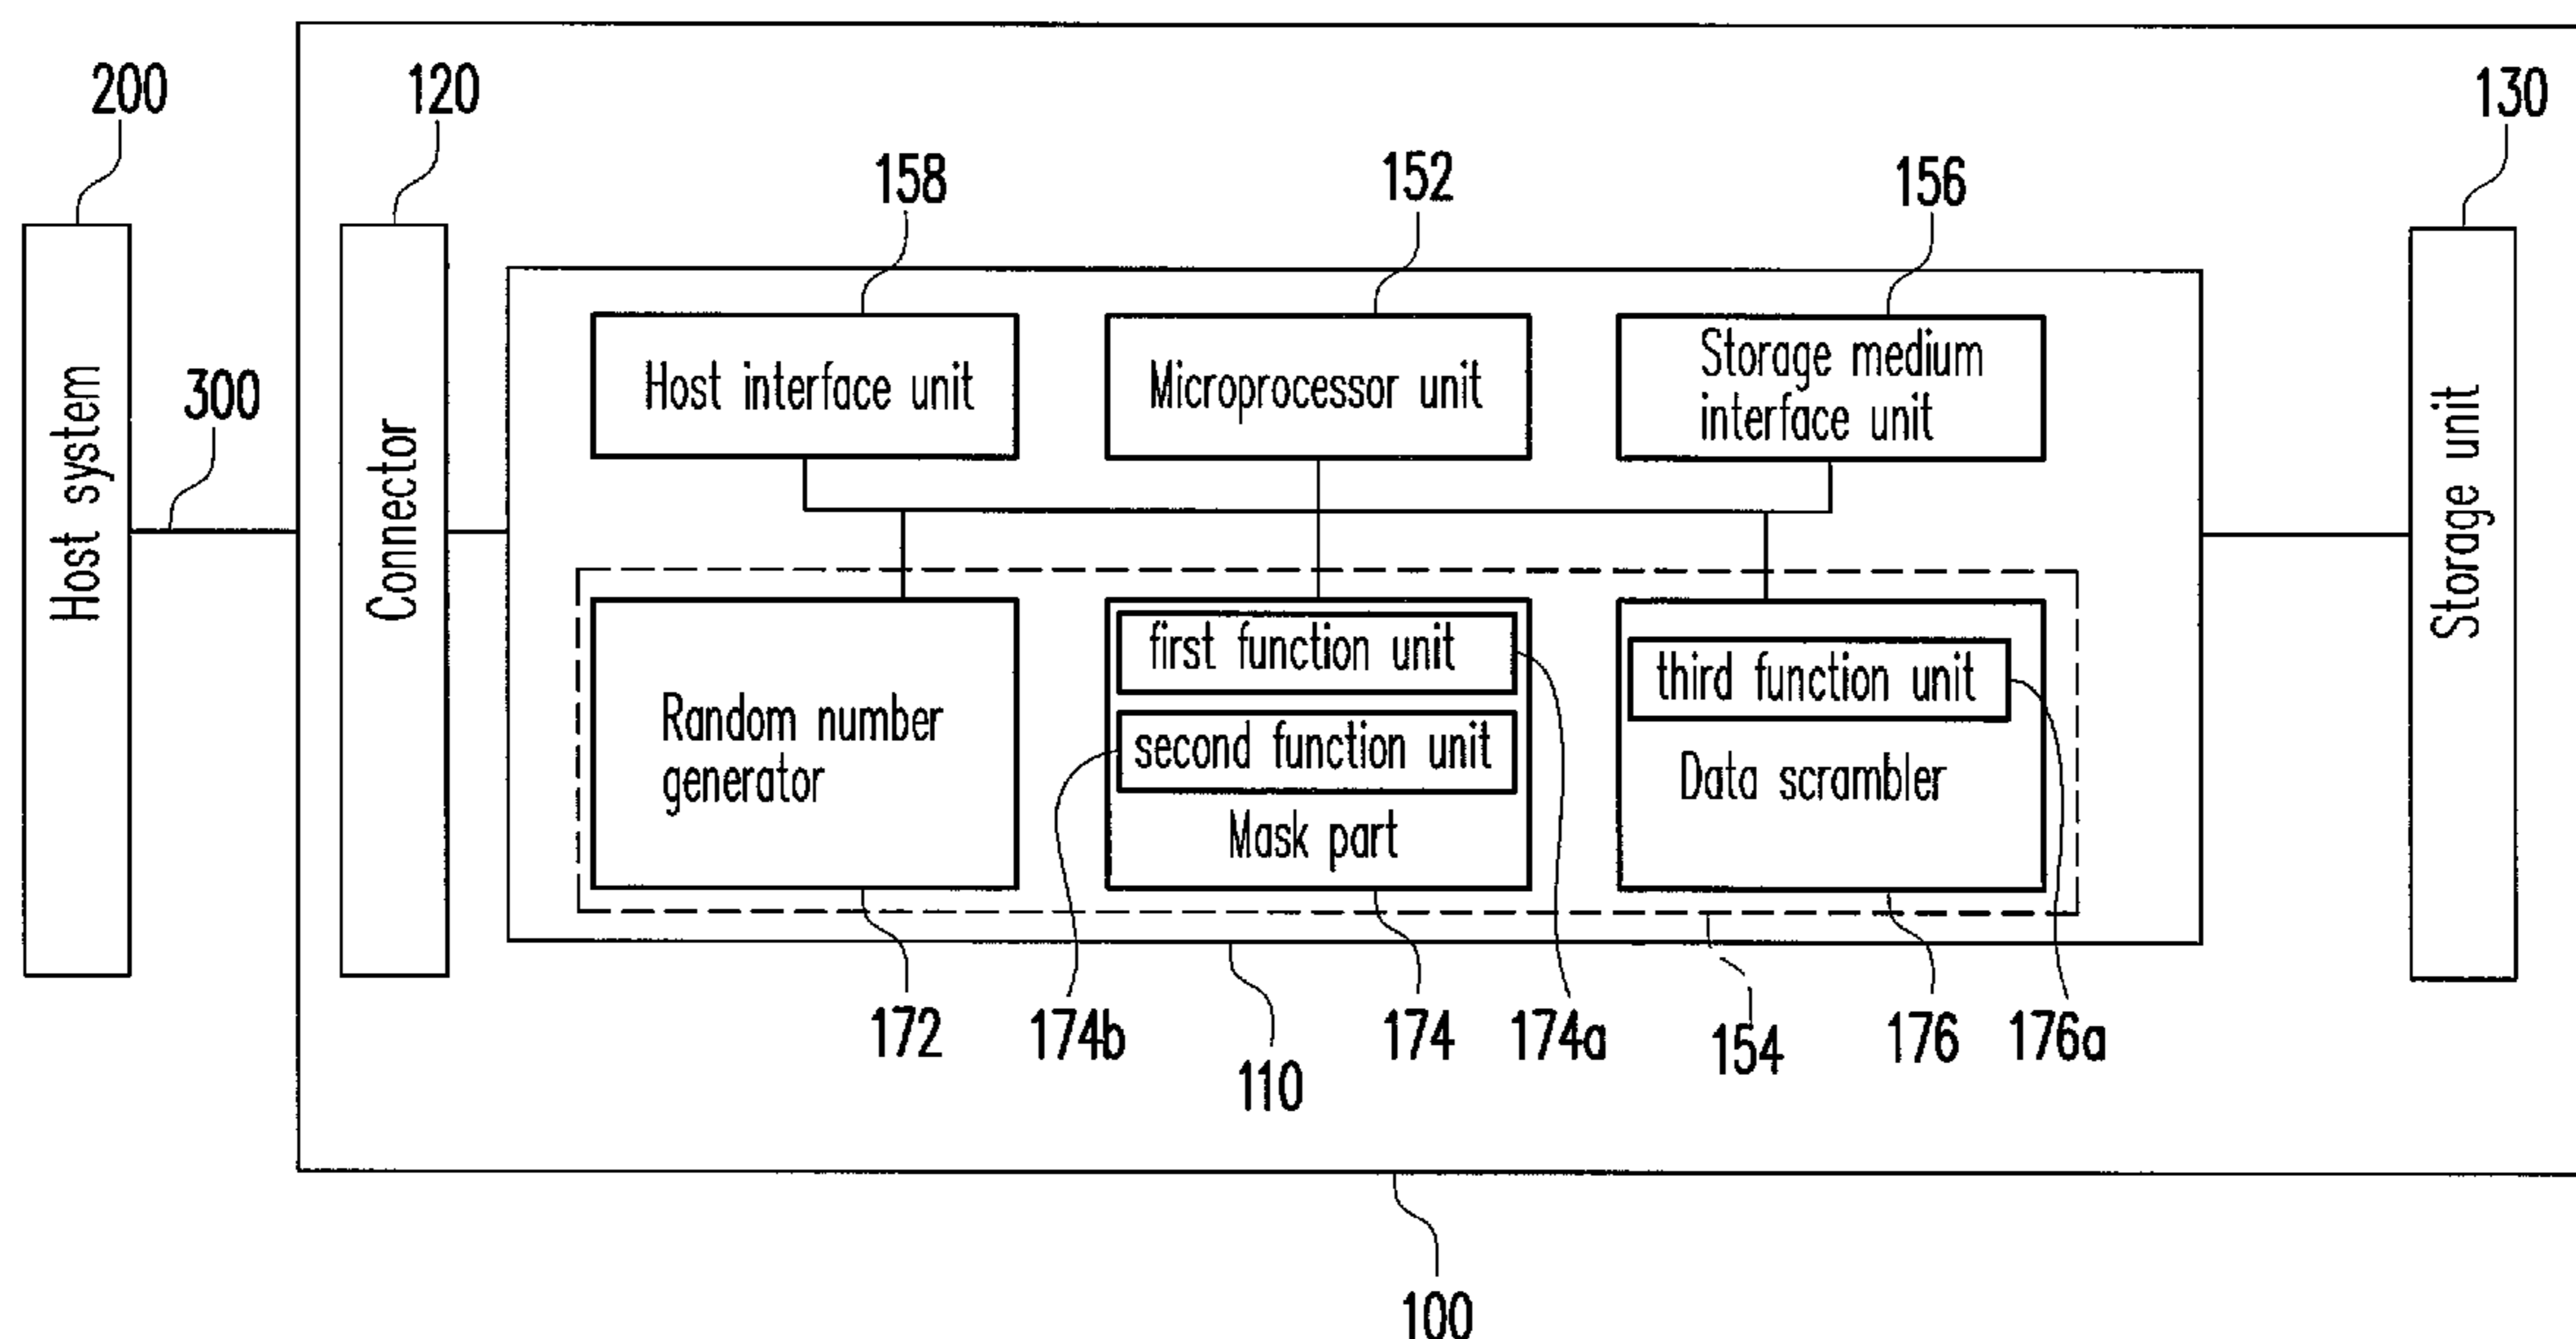 200
120
130
158
152
156
Host system
300
Connector
Host interface unit
Microprocessor unit
Storage medium
interface unit
Storage unit
Random number
generator
first function unit
second function unit
Mask part
third function unit
Data scrambler
172
174b
110
174
174a
154
176
176a
100